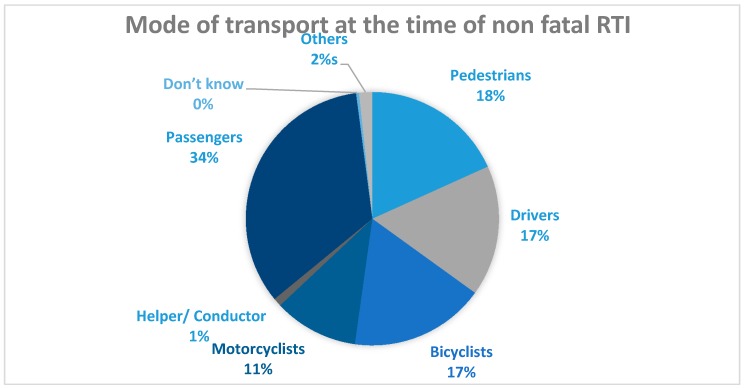 Mode of transport at the time of non fatal RTI
Others
2%s
Pedestrians
18%
Don't know
0%
Passengers
34%
Drivers
17%
Helper/ Conductor
1%
Motorcyclists
11%
Bicyclists
17%